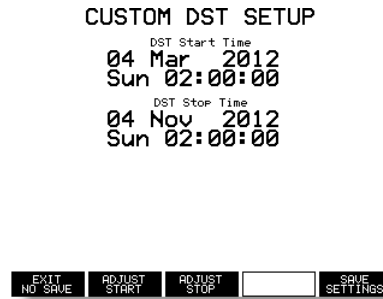 CUSTOM DST SETUP
DST Start Time
04 Mar 2012
Sun 02:00:00
DST Stop Time
04 Nov 2012
Sun 02:00:00
EXIT
NO SAVE
ADJUST
START
ADJUST
STOP
SAVE
SETTINGS